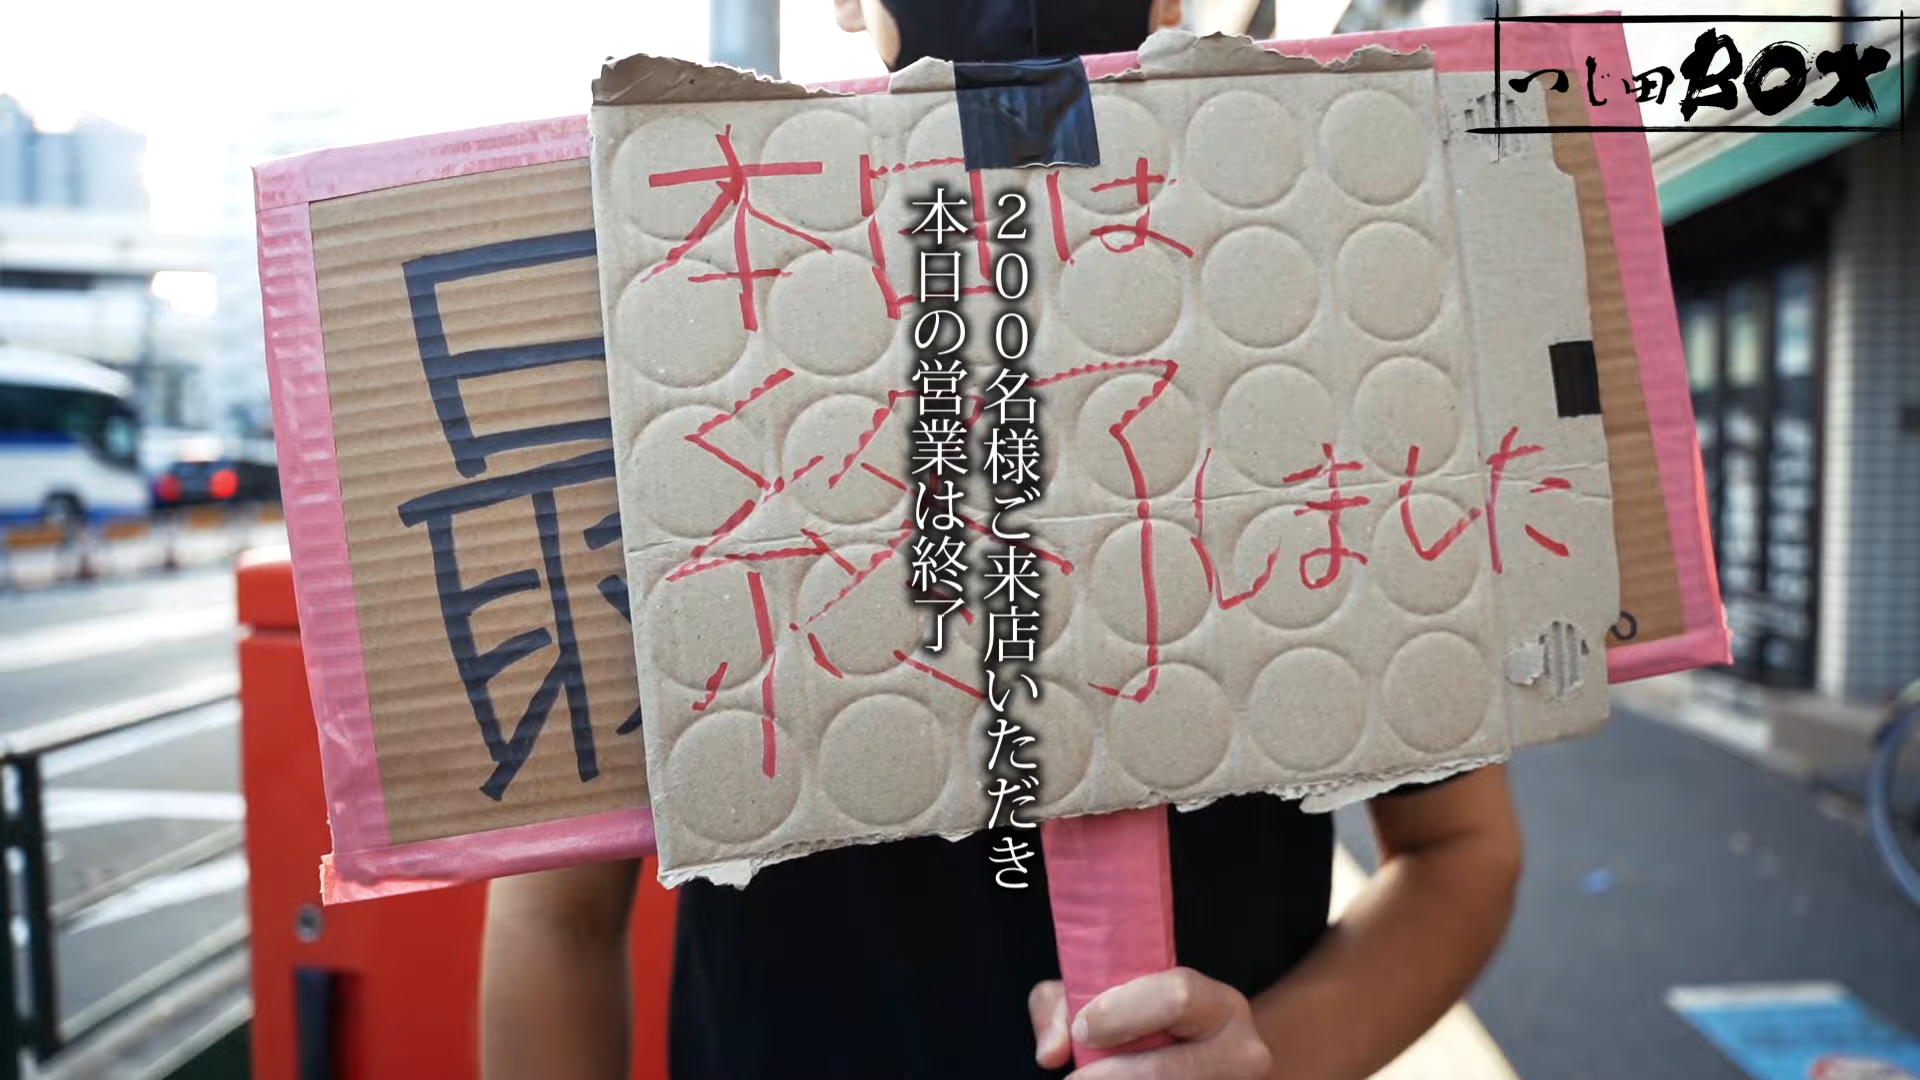 つじ田BOX
最
本日は
終了しました
200名様ご来店いただき
本日の営業は終了